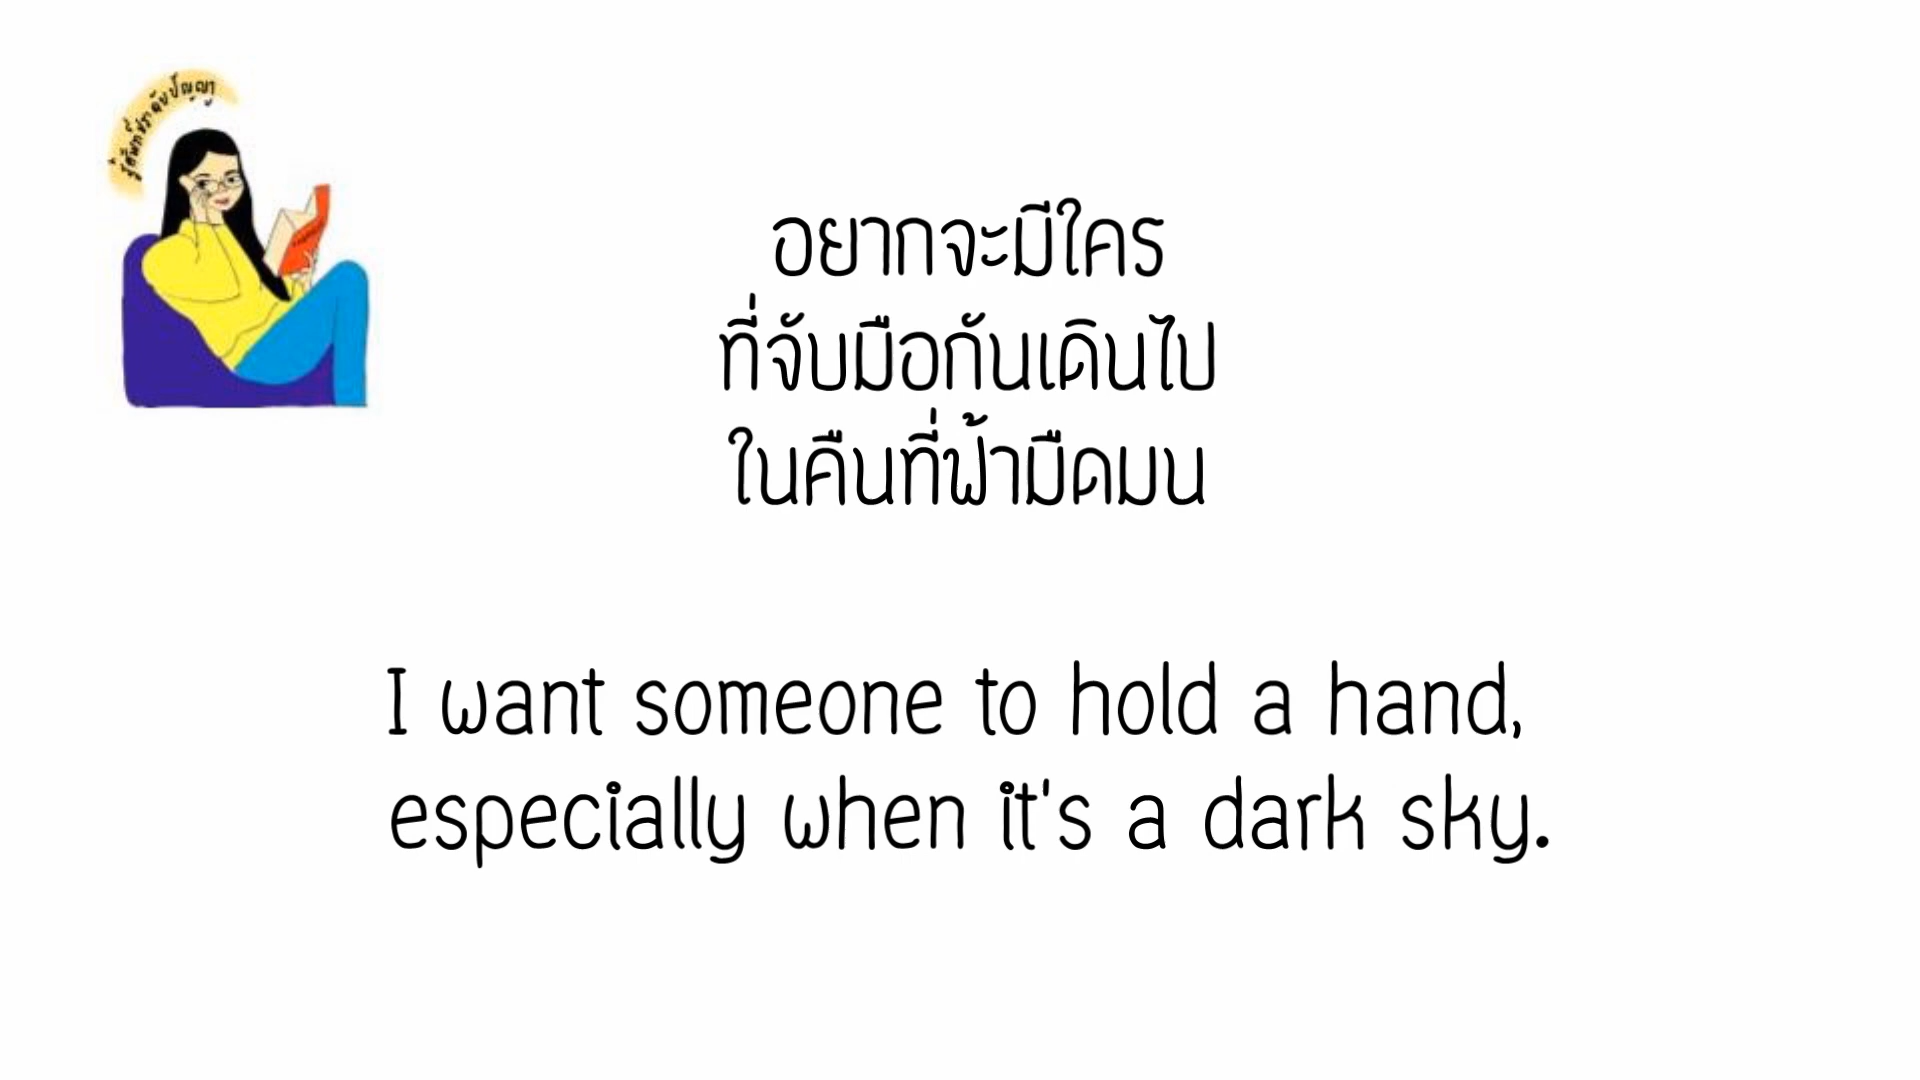 อยากจะมีใคร
ที่จับมือกันเดินไป
ในคืนที่ฟ้ามืดมน
I want someone to hold a hand,
especially when it's a dark sky.